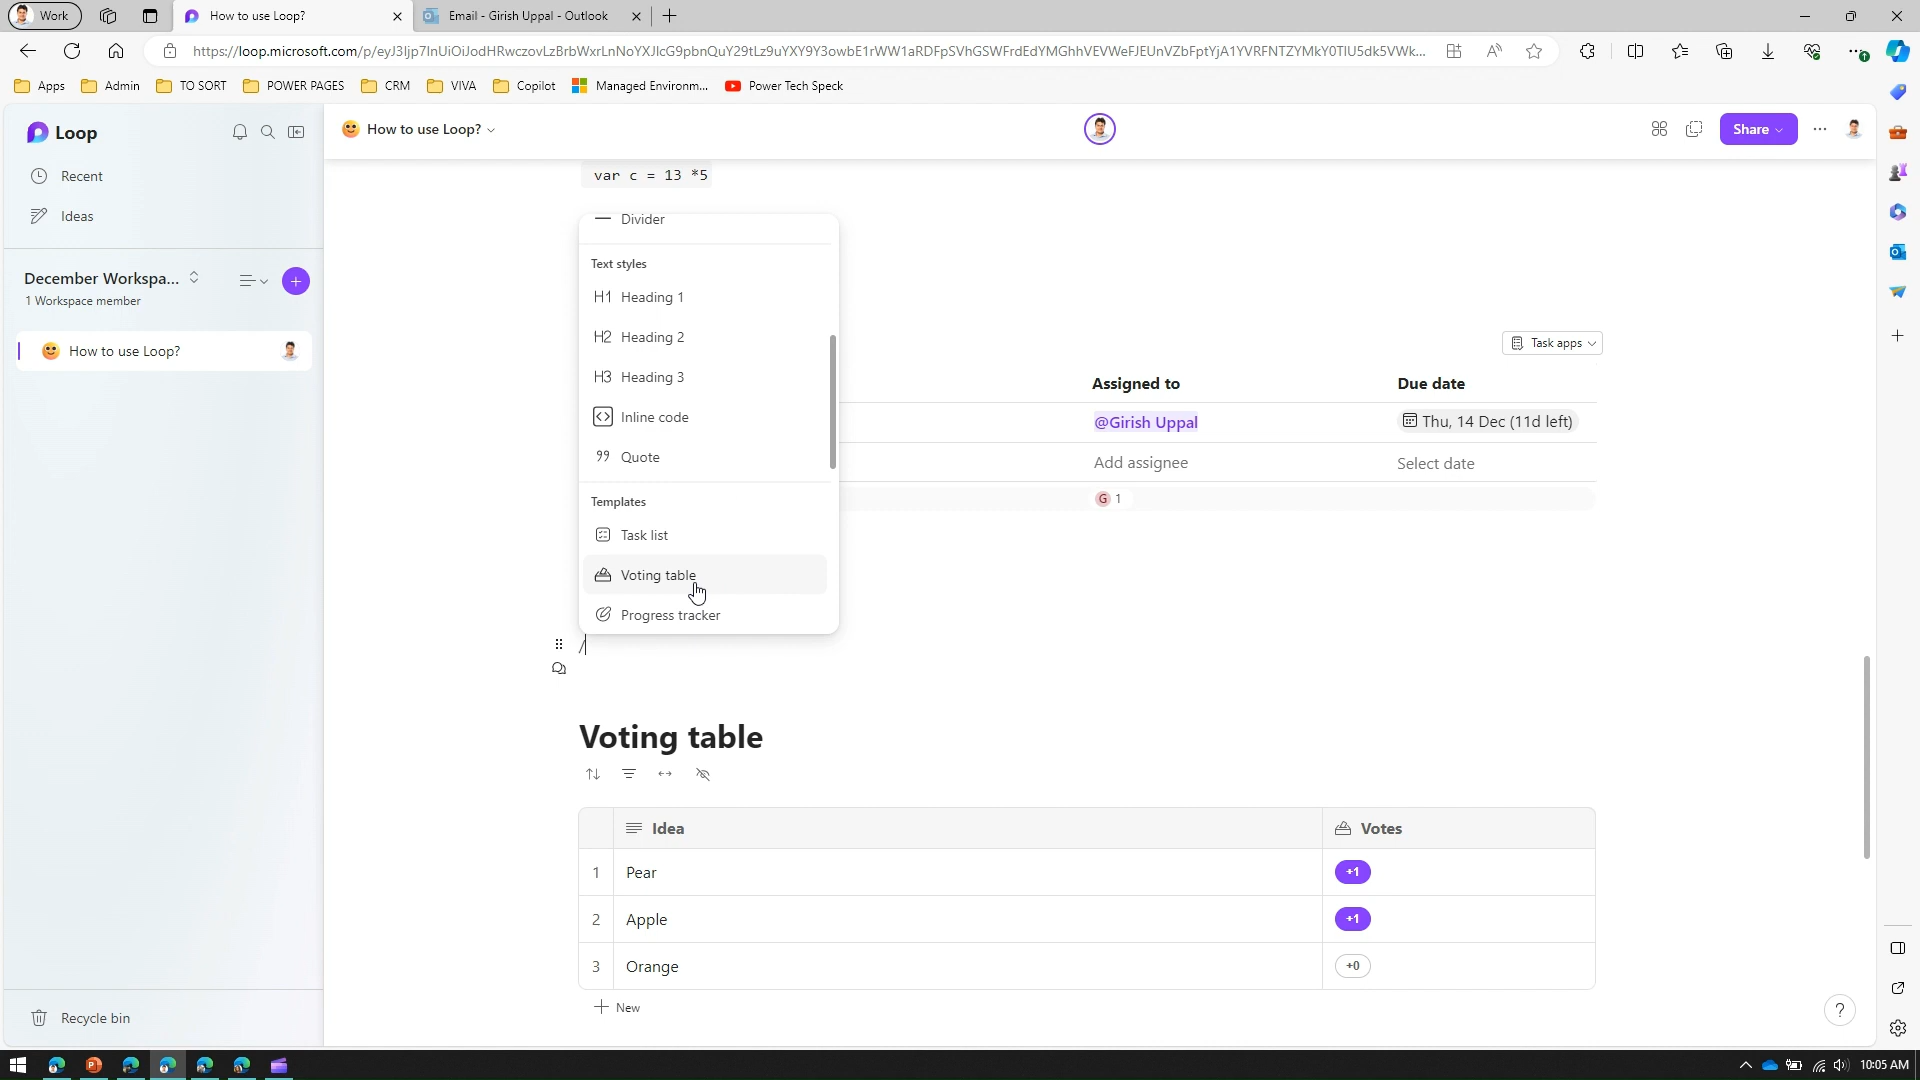 Work
How to use Loop?
Email - Girish Uppal - Outlook
https://loop.microsoft.com/p/
Apps
Admin
TO SORT
POWER PAGES
CRM
VIVA
Copilot
Managed Environm...
Power Tech Speck
Loop
How to use Loop?
Share
Recent
Ideas
December Workspa...
1 Workspace member
How to use Loop?
Recycle bin
var c = 13 *5
Divider
Text styles
H1 Heading 1
H2 Heading 2
H3 Heading 3
Inline code
Quote
Templates
Task list
Voting table
Progress tracker
/
Task apps
Assigned to
Due date
@Girish Uppal
Thu, 14 Dec (11d left)
Add assignee
Select date
G 1
Voting table
Idea
Votes
1 Pear +1
2 Apple +1
3 Orange +0
New
?
10:05 AM